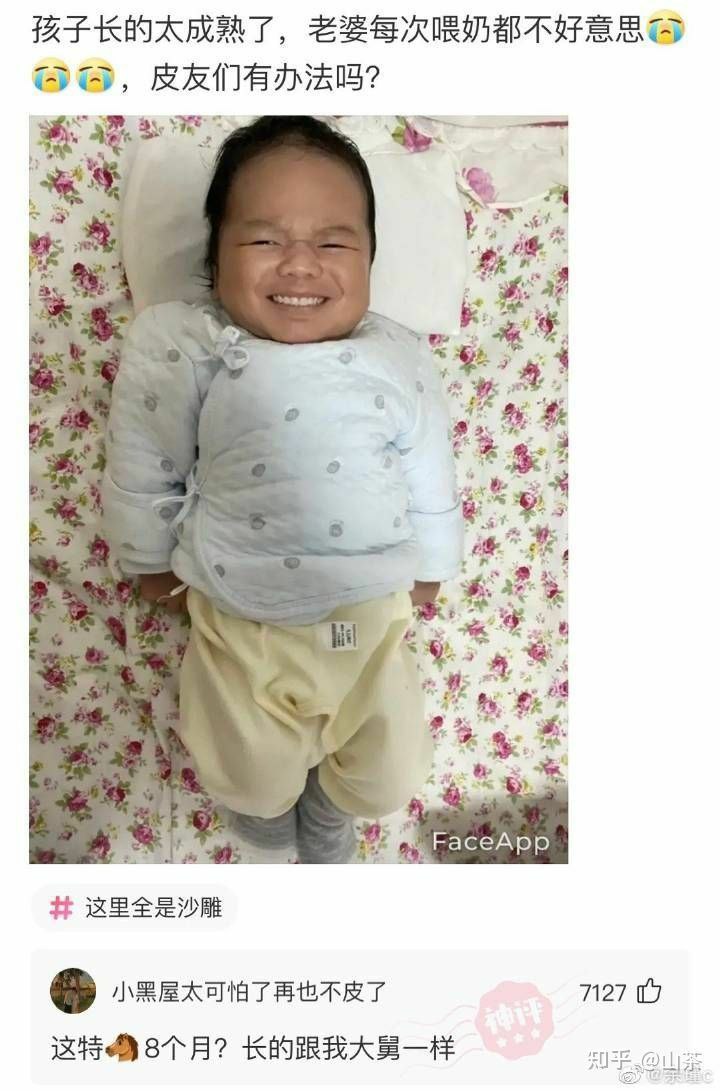 孩子长的太成熟了，老婆每次喂奶都不好意思😭
😭😭，皮友们有办法吗？
FaceApp
# 这里全是沙雕
小黑屋太可怕了再也不皮了
7127
神评
这特🐴8个月？长的跟我大舅一样
知乎 @山茶